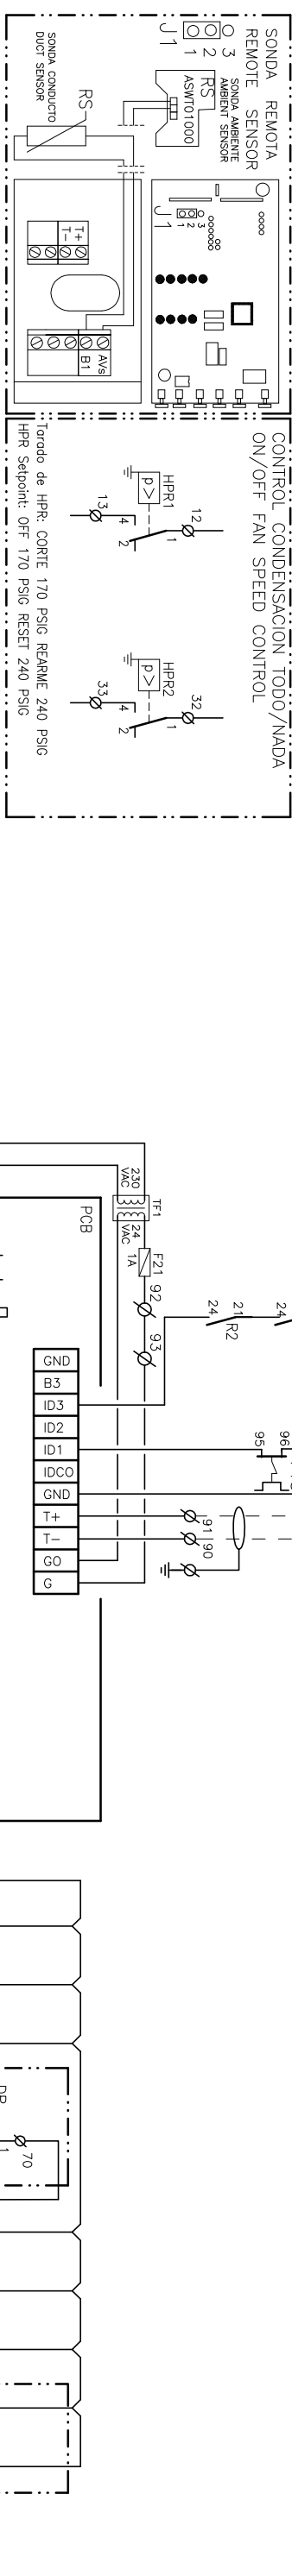 SONDA REMOTA
REMOTE SENSOR
3
2
1
J1
SONDA AMBIENTE
AMBIENT SENSOR
RS
ASWT01000
RS
SONDA CONDUCTO
DUCT SENSOR
3
2
1
J1
T+
T-
AVs
B1
CONTROL CONDENSACION TODO/NADA
ON/OFF FAN SPEED CONTROL
HPR1
p>
12
1
4
2
13
HPR2
p>
32
1
4
2
33
Tarado de HPR: CORTE 170 PSIG REARME 240 PSIG
HPR Setpoint: OFF 170 PSIG RESET 240 PSIG
TF1
230
VAC
24
VAC
F21
1A
92
93
PCB
24
21
R2
24
95
96
91
90
GND
B3
ID3
ID2
ID1
IDC0
GND
T+
T-
G0
G
70
1